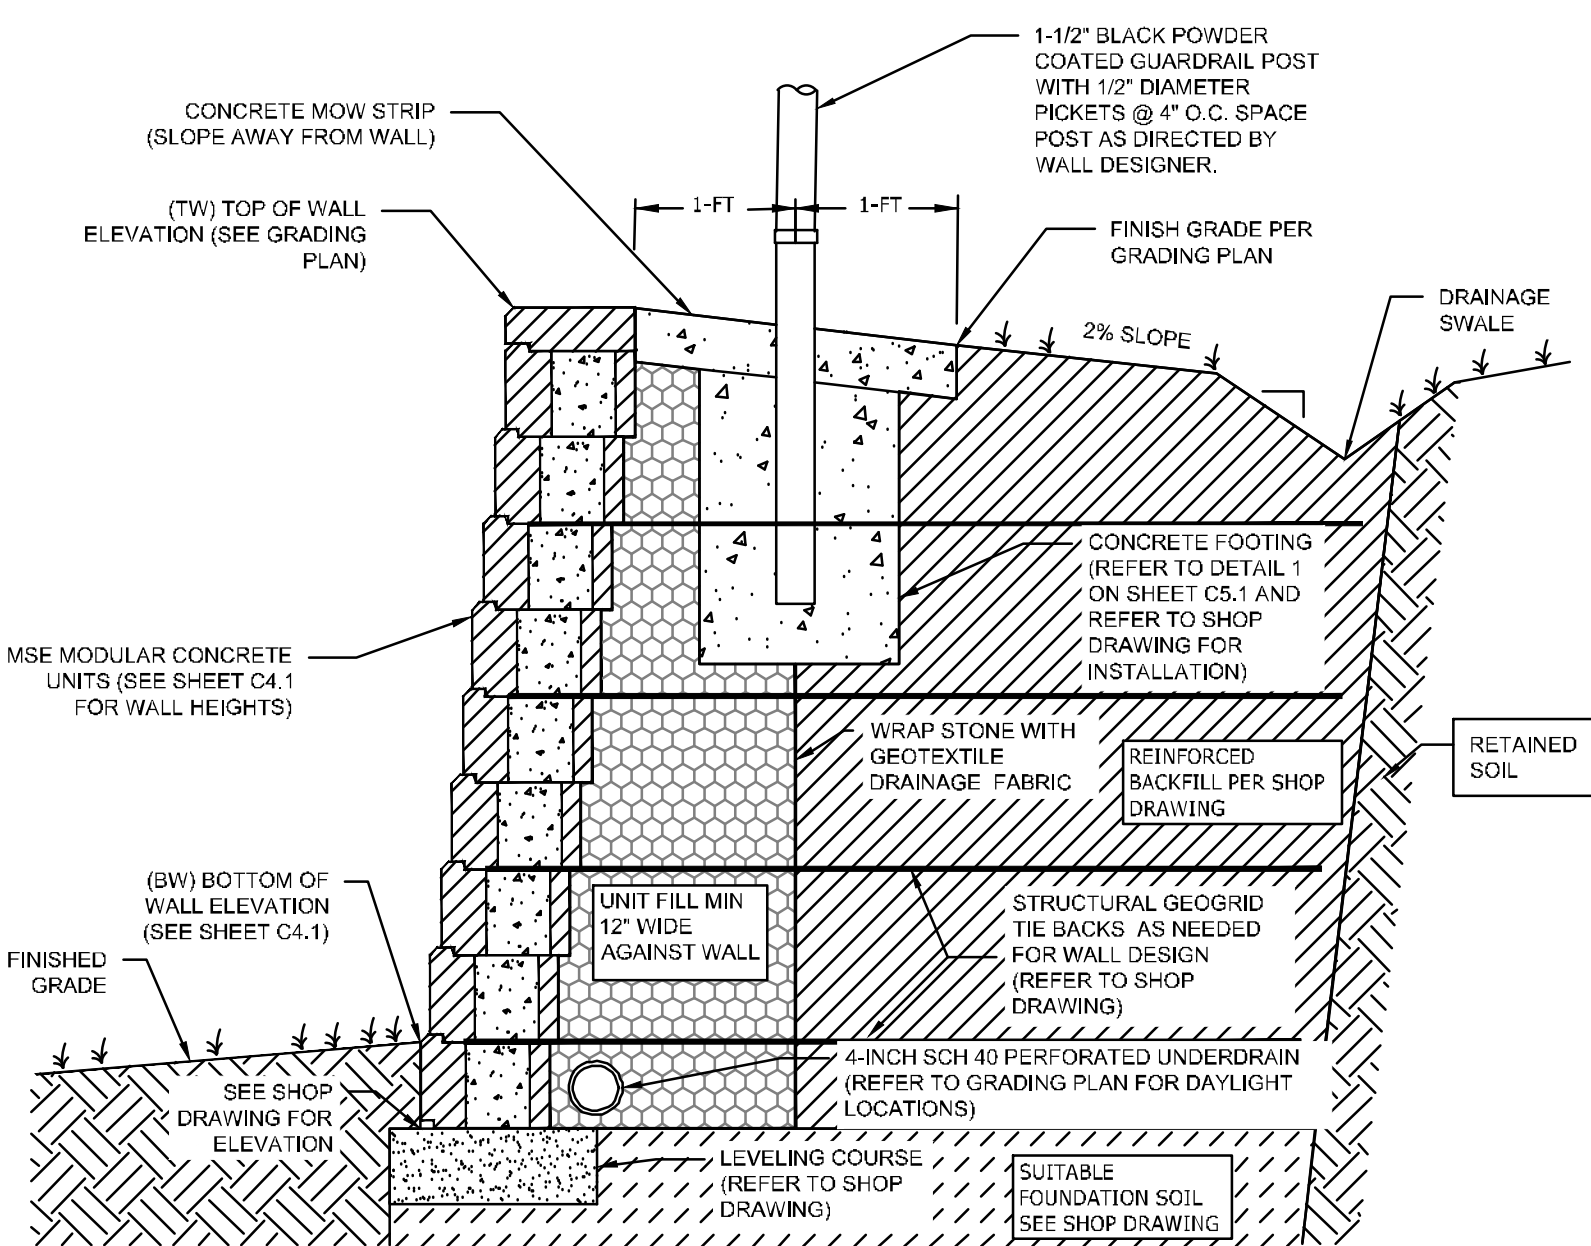 1-1/2" BLACK POWDER
COATED GUARDRAIL POST
WITH 1/2" DIAMETER
PICKETS @ 4" O.C. SPACE
POST AS DIRECTED BY
WALL DESIGNER.
CONCRETE MOW STRIP
(SLOPE AWAY FROM WALL)
(TW) TOP OF WALL
ELEVATION (SEE GRADING
PLAN)
1-FT
1-FT
FINISH GRADE PER
GRADING PLAN
DRAINAGE
SWALE
2% SLOPE
CONCRETE FOOTING
(REFER TO DETAIL 1
ON SHEET C5.1 AND
REFER TO SHOP
DRAWING FOR
INSTALLATION)
MSE MODULAR CONCRETE
UNITS (SEE SHEET C4.1
FOR WALL HEIGHTS)
WRAP STONE WITH
GEOTEXTILE
DRAINAGE FABRIC
REINFORCED
BACKFILL PER SHOP
DRAWING
RETAINED
SOIL
(BW) BOTTOM OF
WALL ELEVATION
(SEE SHEET C4.1)
UNIT FILL MIN
12" WIDE
AGAINST WALL
STRUCTURAL GEOGRID
TIE BACKS AS NEEDED
FOR WALL DESIGN
(REFER TO SHOP
DRAWING)
FINISHED
GRADE
4-INCH SCH 40 PERFORATED UNDERDRAIN
(REFER TO GRADING PLAN FOR DAYLIGHT
LOCATIONS)
SEE SHOP
DRAWING FOR
ELEVATION
LEVELING COURSE
(REFER TO SHOP
DRAWING)
SUITABLE
FOUNDATION SOIL
SEE SHOP DRAWING